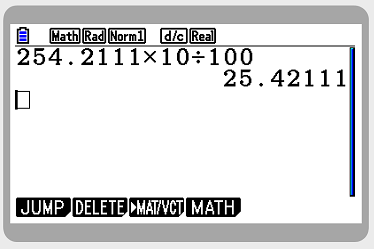 Math Rad Norm1 d/c Real
254.2111×10÷100
25.42111
JUMP DELETE ▶MAT/VCT MATH